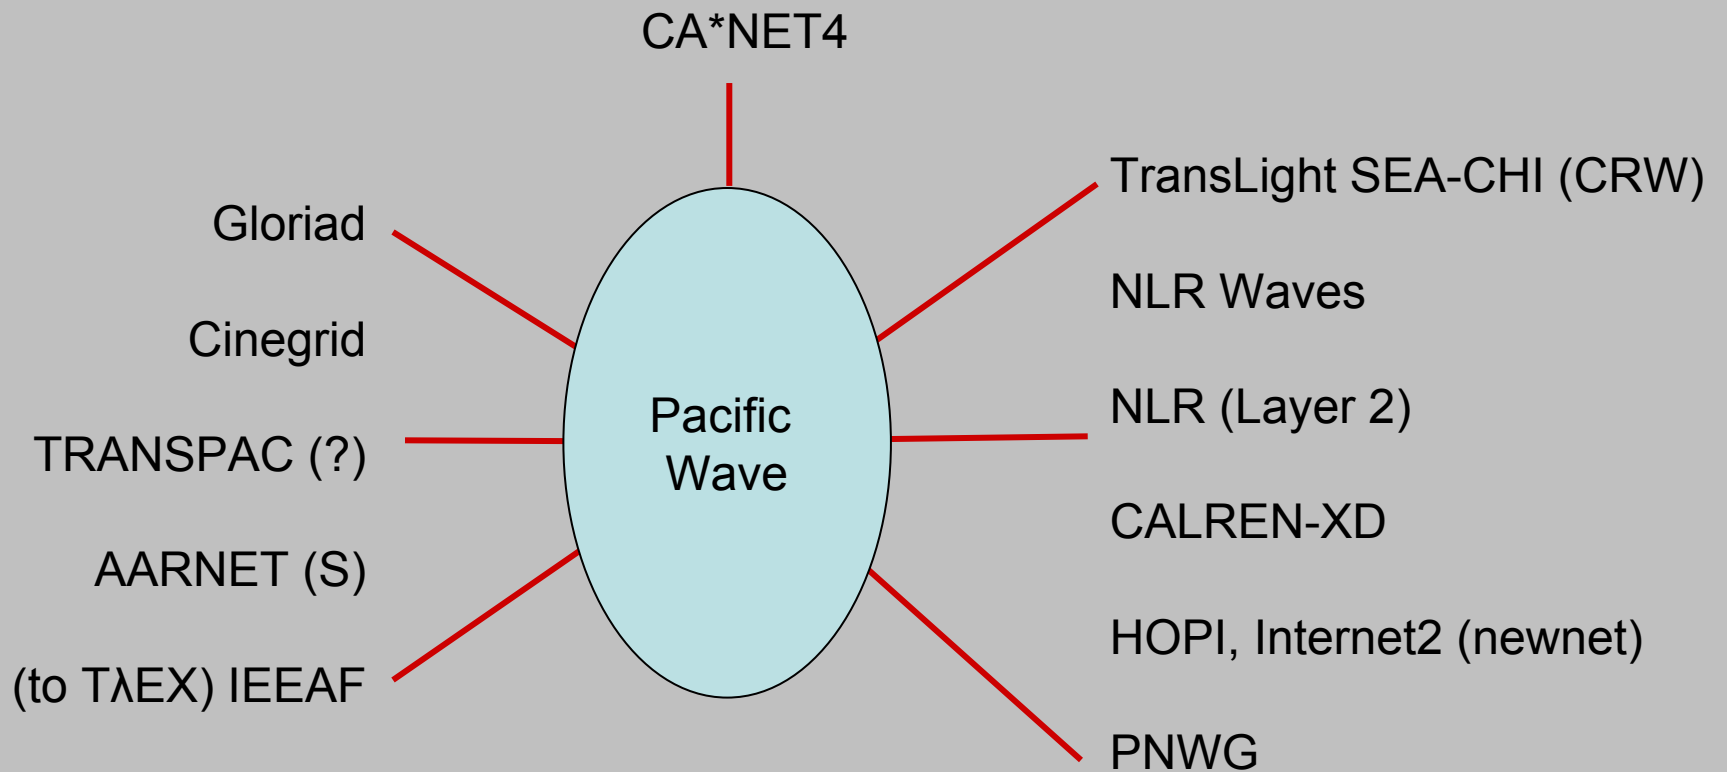 CA*NET4
Gloriad
Cinegrid
TRANSPAC (?)
AARNET (S)
(to TλEX) IEEAF
Pacific
Wave
TransLight SEA-CHI (CRW)
NLR Waves
NLR (Layer 2)
CALREN-XD
HOPI, Internet2 (newnet)
PNWG